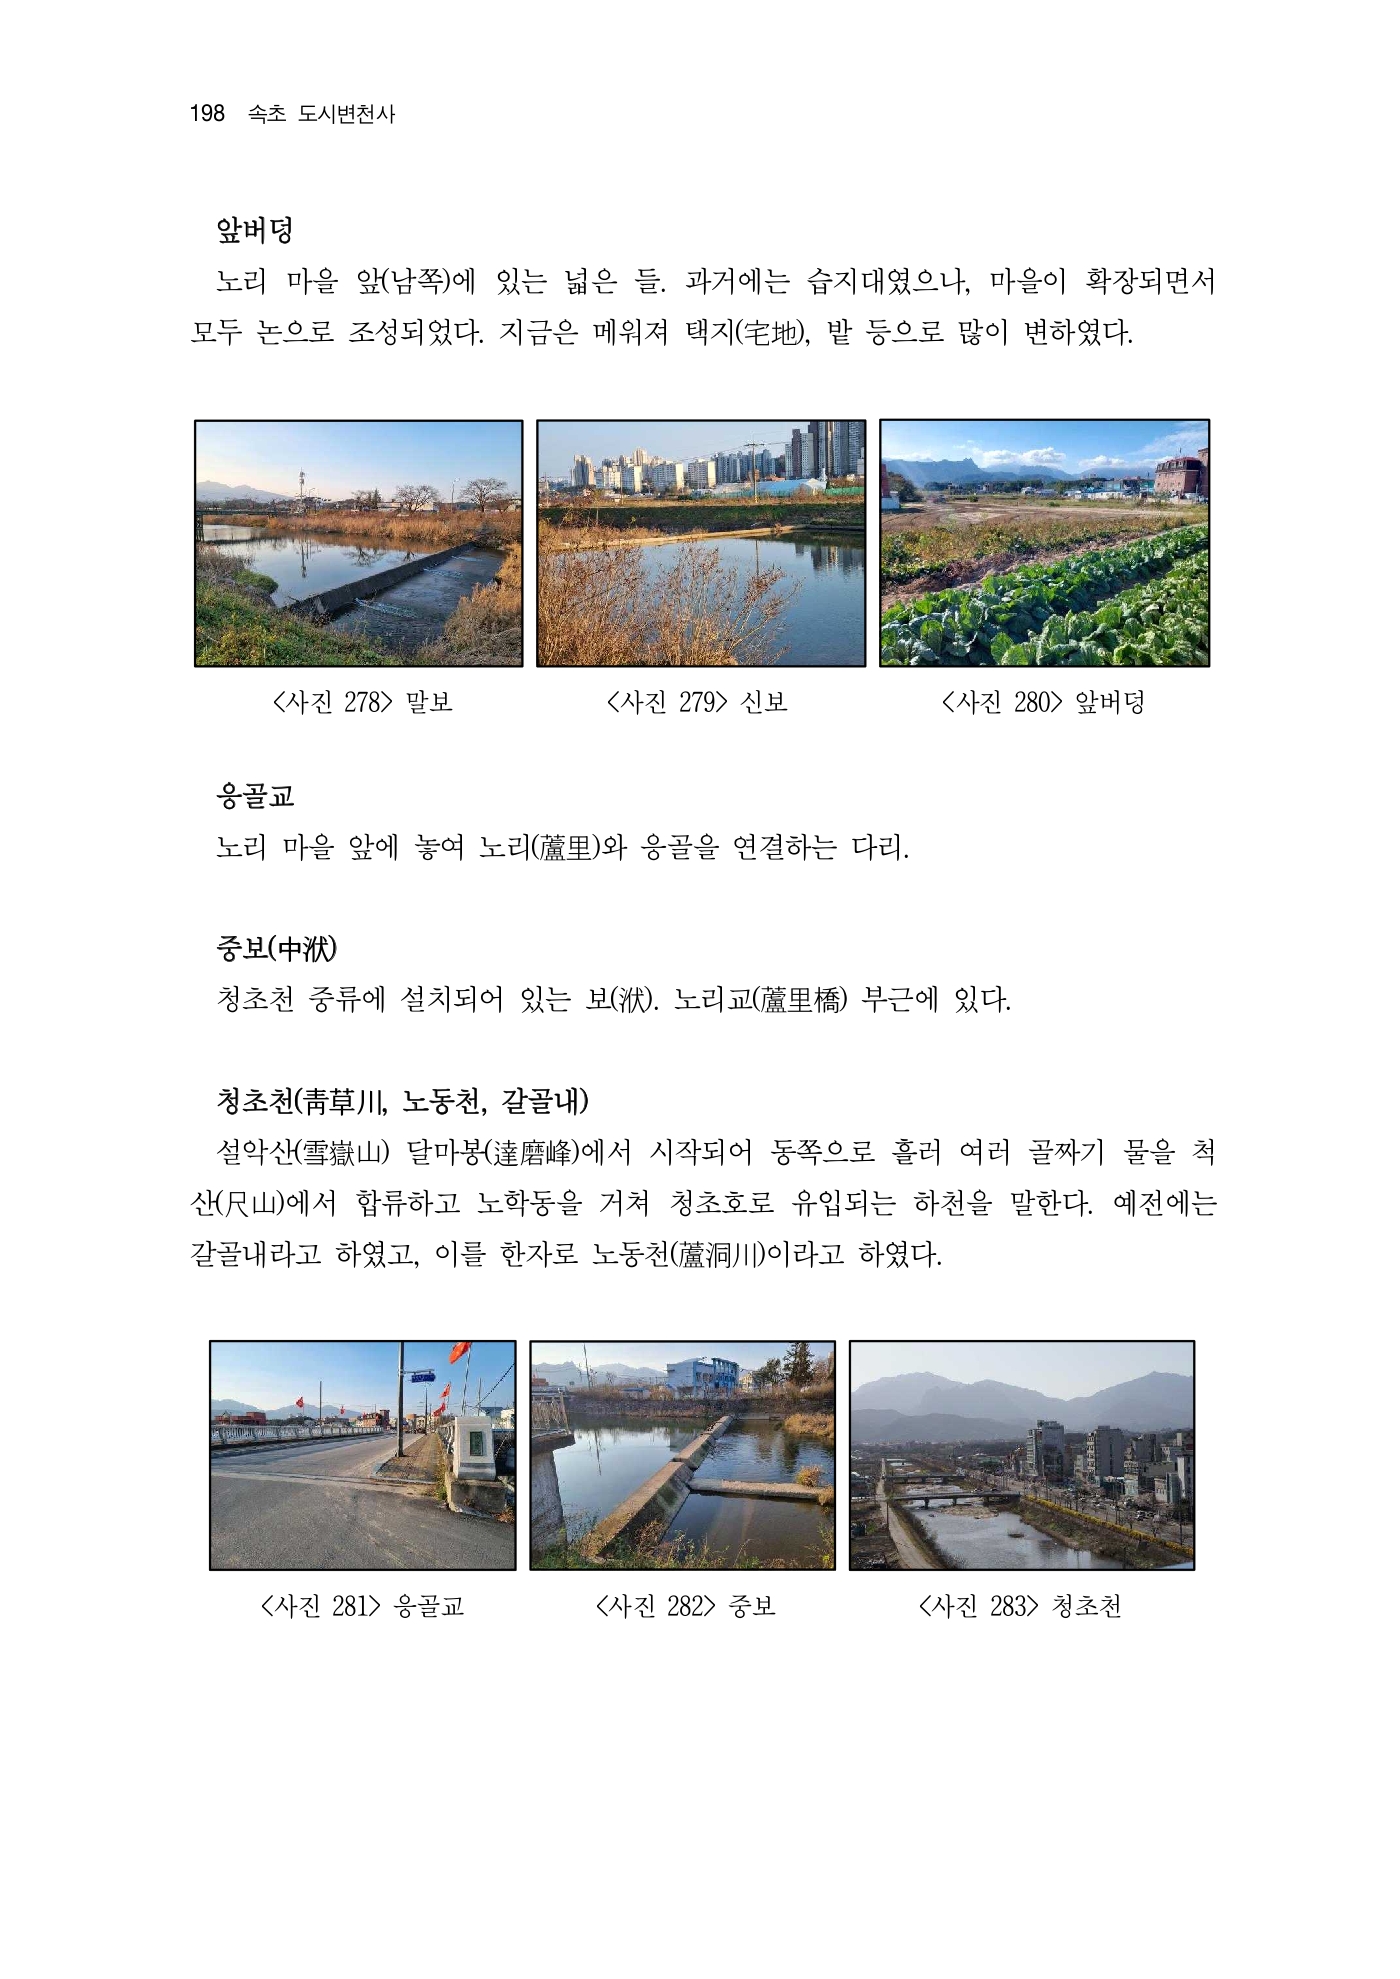 198 속초 도시변천사
앞버덩
노리 마을 앞(남쪽)에 있는 넓은 들. 과거에는 습지대였으나, 마을이 확장되면서
모두 논으로 조성되었다. 지금은 메워져 택지(宅地), 밭 등으로 많이 변하였다.
<사진 278> 말보
<사진 279> 신보
<사진 280> 앞버덩
응골교
노리 마을 앞에 놓여 노리(蘆里)와 응골을 연결하는 다리.
중보(中洑)
청초천 중류에 설치되어 있는 보(洑). 노리교(蘆里橋) 부근에 있다.
청초천(靑草川, 노동천, 갈골내)
설악산(雪嶽山) 달마봉(達磨峰)에서 시작되어 동쪽으로 흘러 여러 골짜기 물을 척
산(尺山)에서 합류하고 노학동을 거쳐 청초호로 유입되는 하천을 말한다. 예전에는
갈골내라고 하였고, 이를 한자로 노동천(蘆洞川)이라고 하였다.
<사진 281> 응골교
<사진 282> 중보
<사진 283> 청초천